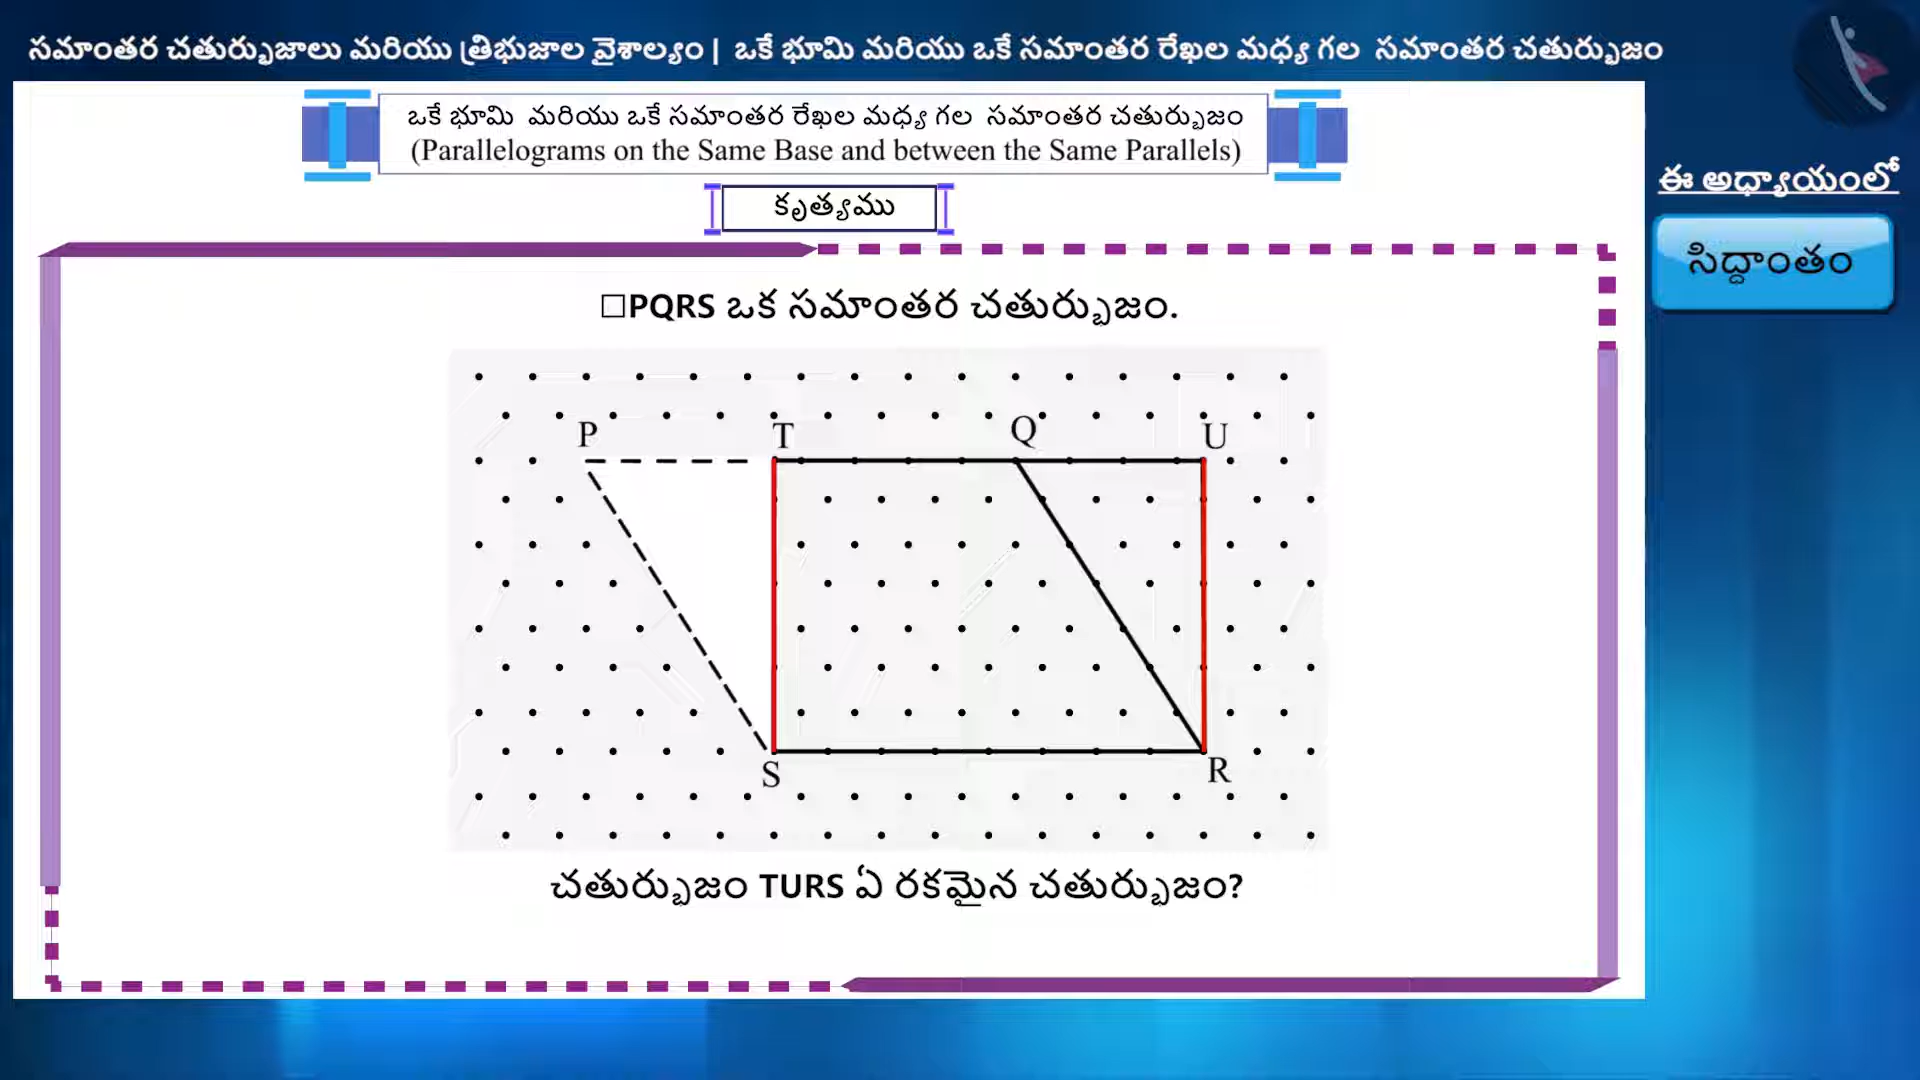 సమాంతర చతుర్భుజాలు మరియు త్రిభుజాల వైశాల్యం | ఒకే భూమి మరియు ఒకే సమాంతర రేఖల మధ్య గల సమాంతర చతుర్భుజం
ఒకే భూమి మరియు ఒకే సమాంతర రేఖల మధ్య గల సమాంతర చతుర్భుజం
(Parallelograms on the Same Base and between the Same Parallels)
ఈ అధ్యాయంలో
కృత్యము
సిద్దాంతం
□PQRS ఒక సమాంతర చతుర్భుజం.
P T Q U
S R
చతుర్భుజం TURS ఏ రకమైన చతుర్భుజం?